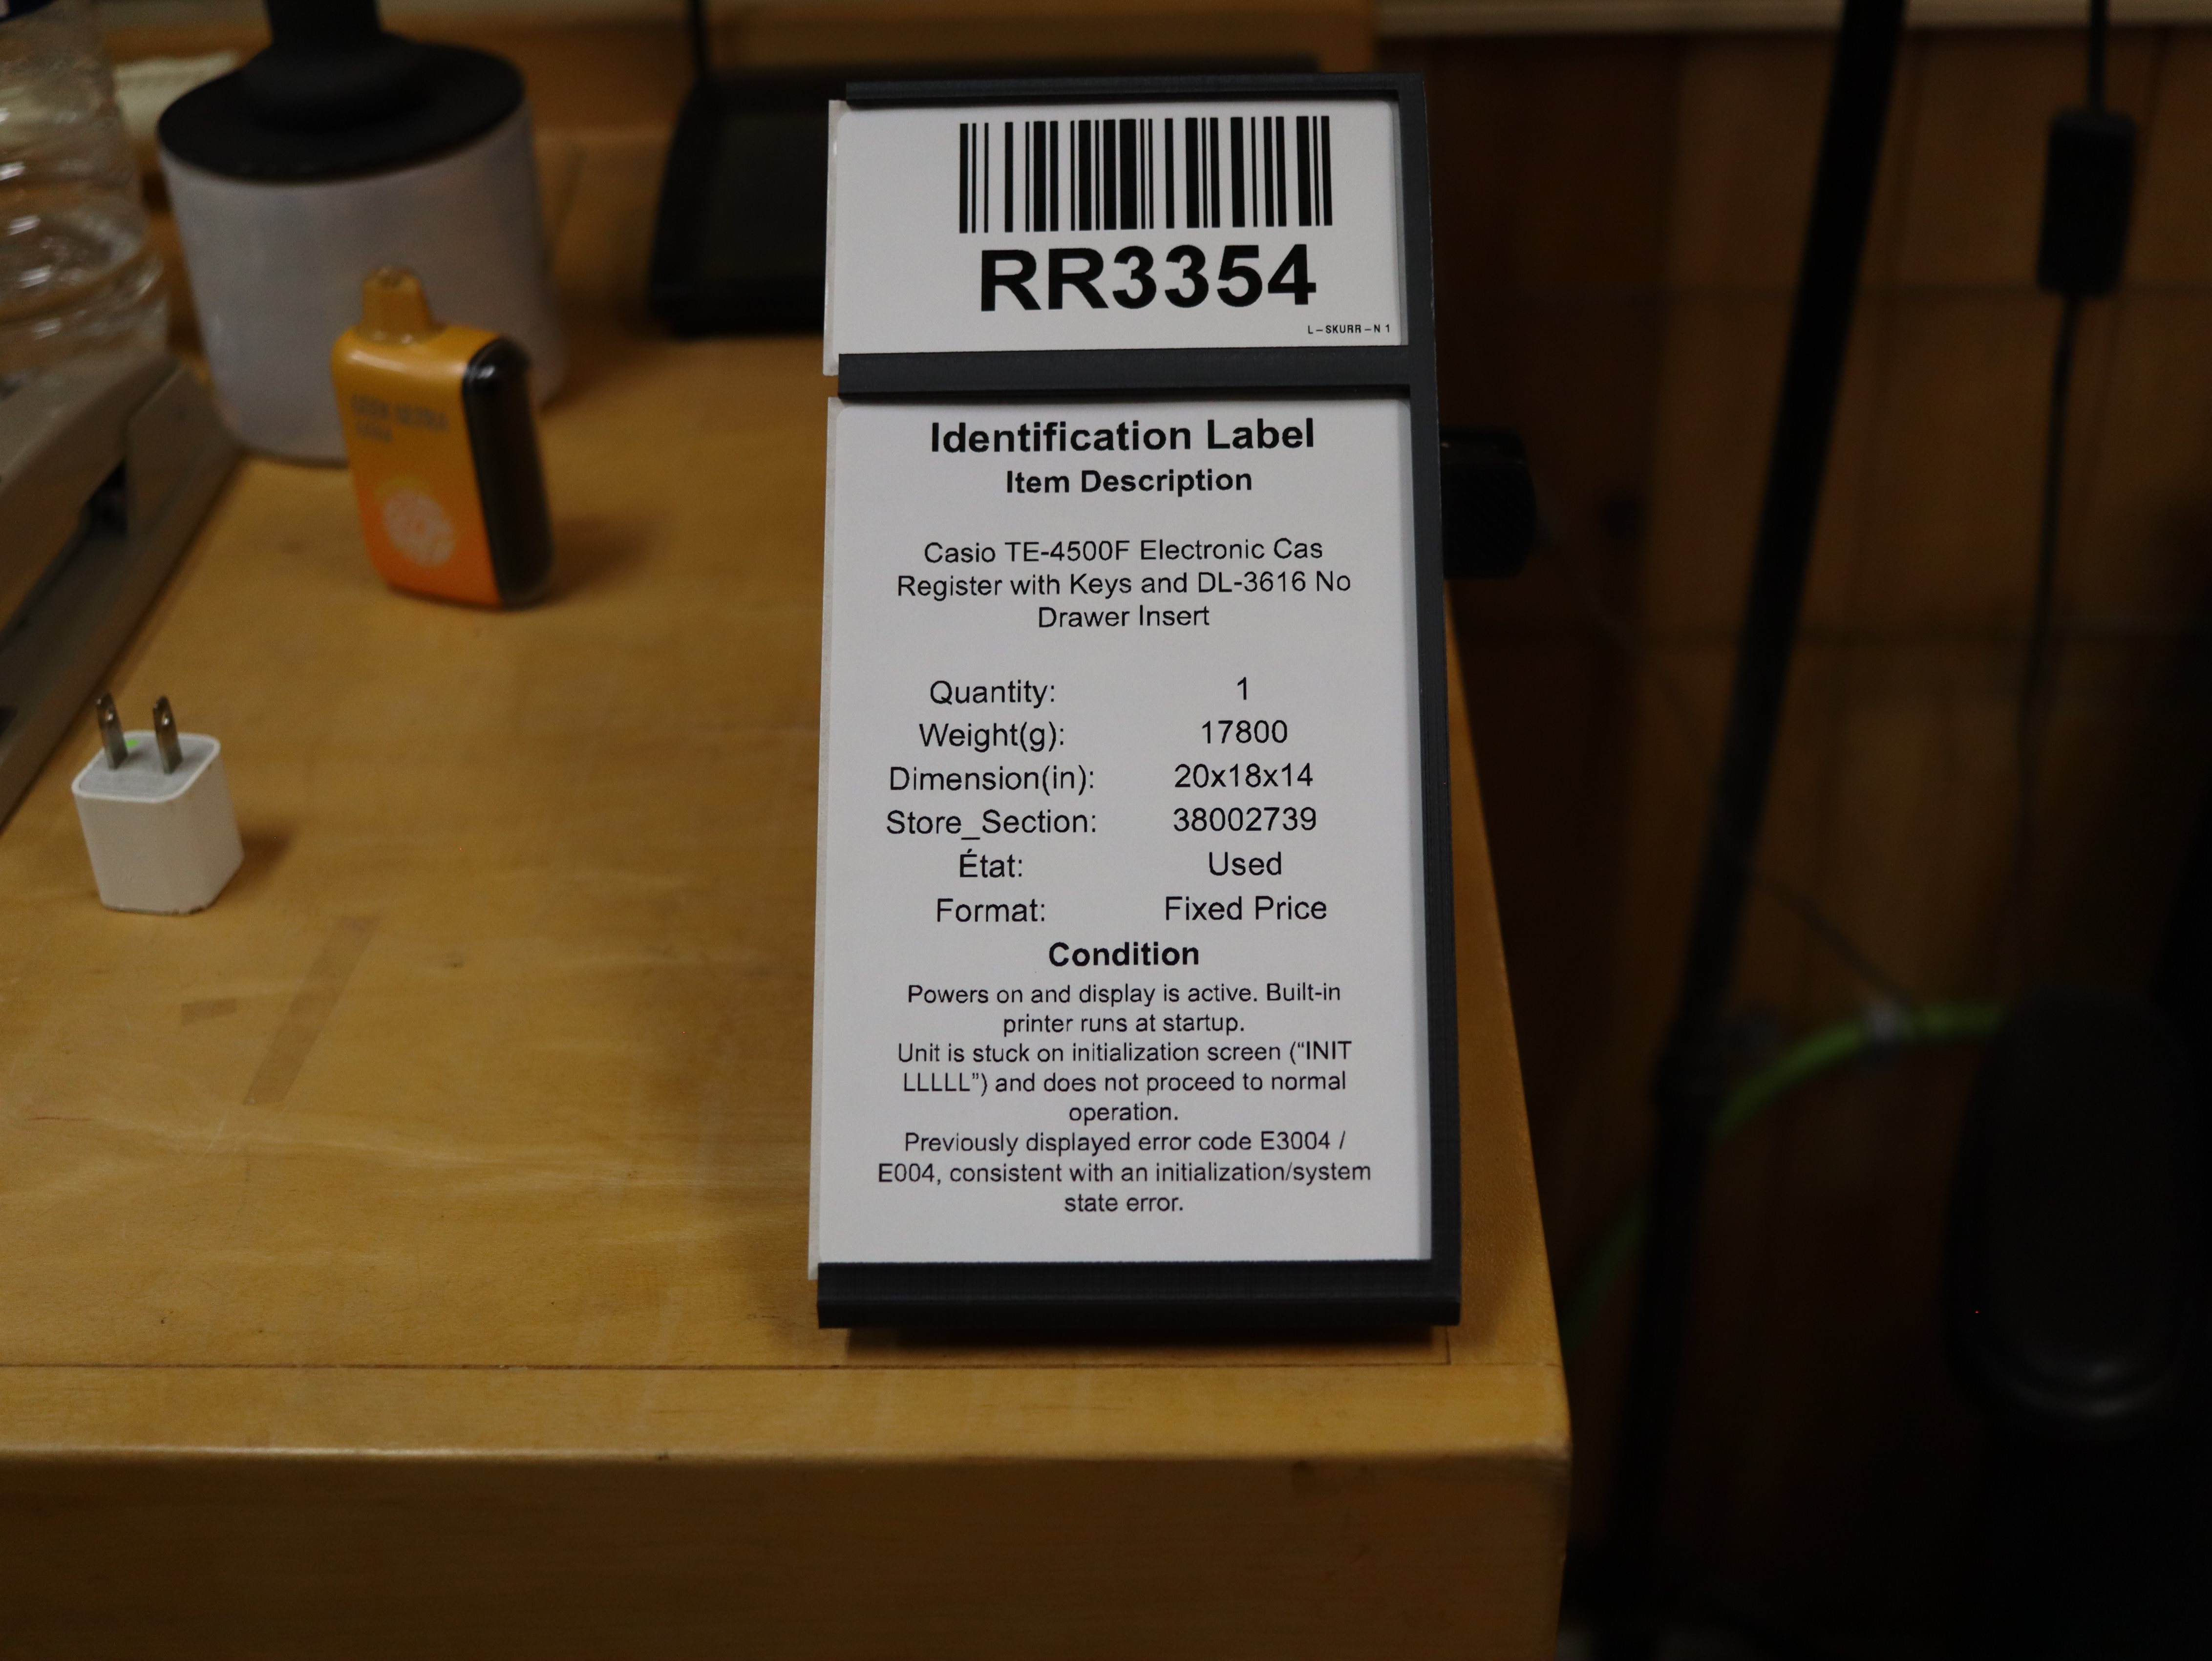 RR3354
L-SKURR-N 1
Identification Label
Item Description
Casio TE-4500F Electronic Cas
Register with Keys and DL-3616 No
Drawer Insert
Quantity: 1
Weight(g): 17800
Dimension(in): 20x18x14
Store_Section: 38002739
État: Used
Format: Fixed Price
Condition
Powers on and display is active. Built-in
printer runs at startup.
Unit is stuck on initialization screen (“INIT
LLLLL”) and does not proceed to normal
operation.
Previously displayed error code E3004 /
E004, consistent with an initialization/system
state error.